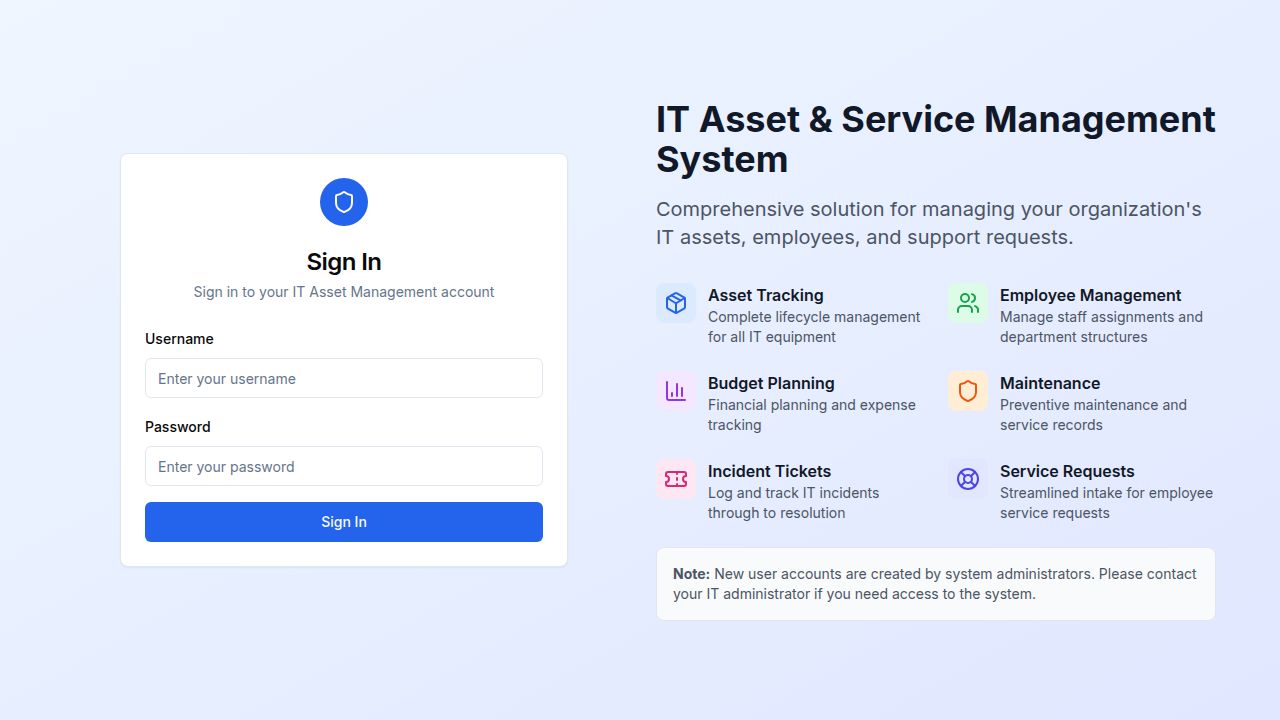 Sign In
Sign in to your IT Asset Management account
Username
Enter your username
Password
Enter your password
Sign In
IT Asset & Service Management
System
Comprehensive solution for managing your organization's
IT assets, employees, and support requests.
Asset Tracking
Complete lifecycle management
for all IT equipment
Employee Management
Manage staff assignments and
department structures
Budget Planning
Financial planning and expense
tracking
Maintenance
Preventive maintenance and
service records
Incident Tickets
Log and track IT incidents
through to resolution
Service Requests
Streamlined intake for employee
service requests
Note: New user accounts are created by system administrators. Please contact
your IT administrator if you need access to the system.